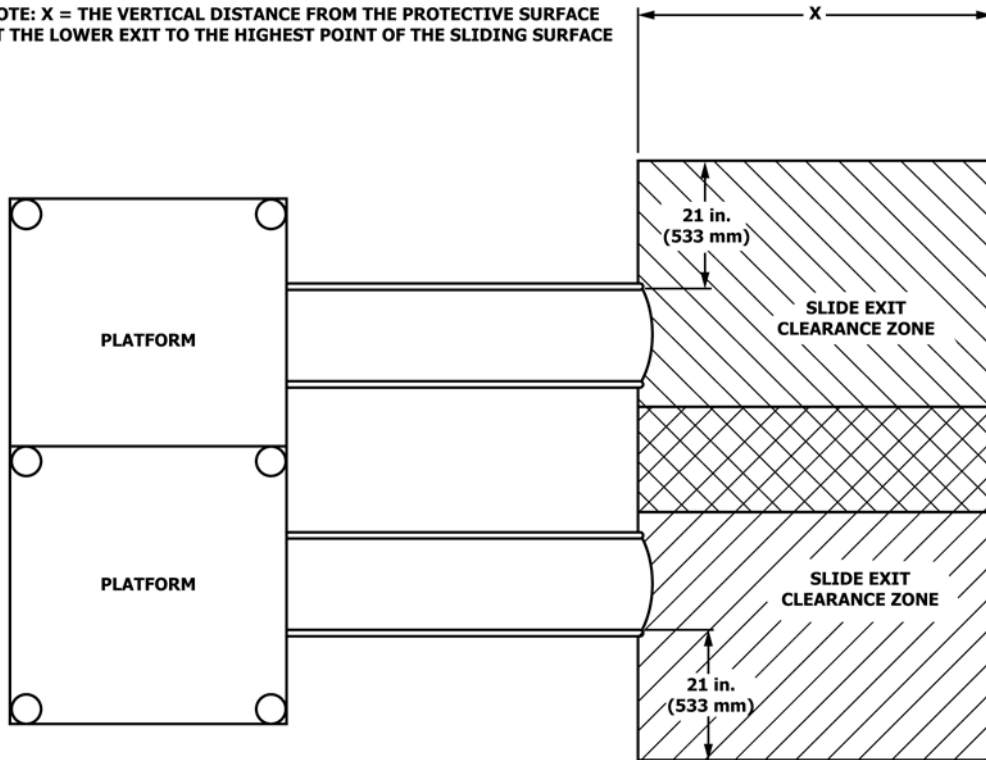 OTE: X = THE VERTICAL DISTANCE FROM THE PROTECTIVE SURFACE
T THE LOWER EXIT TO THE HIGHEST POINT OF THE SLIDING SURFACE
X
21 in.
(533 mm)
SLIDE EXIT
CLEARANCE ZONE
PLATFORM
PLATFORM
SLIDE EXIT
CLEARANCE ZONE
21 in.
(533 mm)